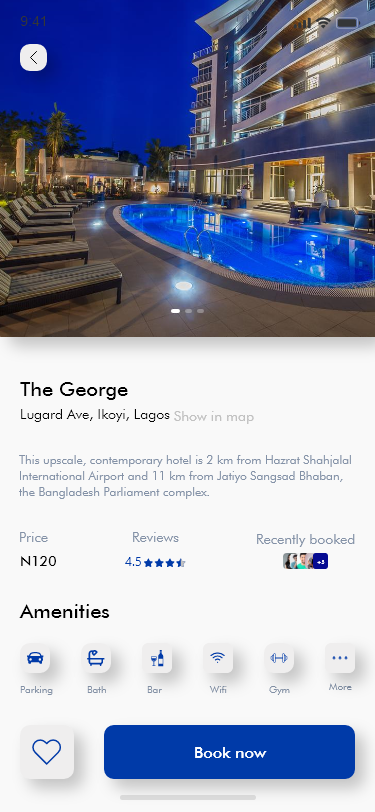 9:41
The George
Lugard Ave, Ikoyi, Lagos Show in map
This upscale, contemporary hotel is 2 km from Hazrat Shahjalal
International Airport and 11 km from Jatiyo Sangsad Bhaban,
the Bangladesh Parliament complex.
Price Reviews Recently booked
N120 4.5 +5
Amenities
Parking Bath Bar Wifi Gym More
Book now